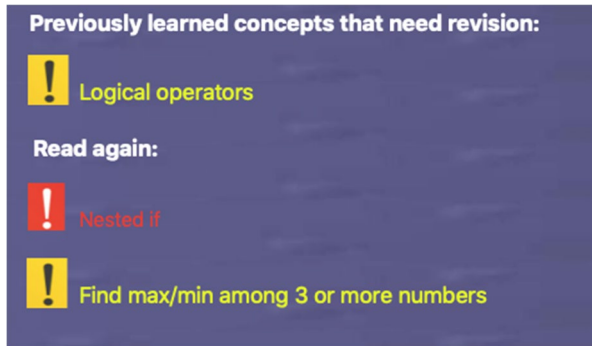 Previously learned concepts that need revision:
! Logical operators
Read again:
! Nested if
! Find max/min among 3 or more numbers